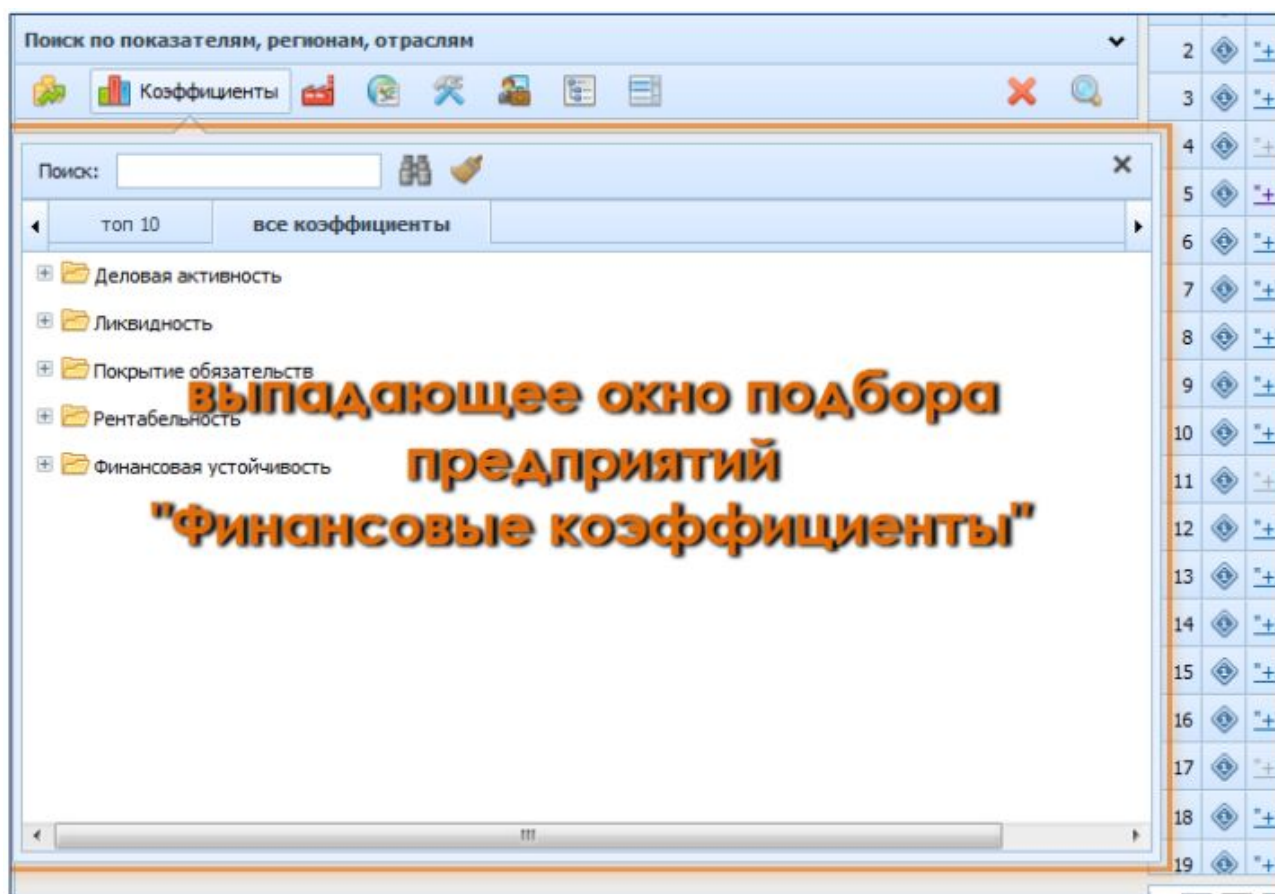 Поиск по показателям, регионам, отраслям
Коэффициенты
Поиск:
топ 10 все коэффициенты
Деловая активность
Ликвидность
Покрытие обязательств
Рентабельность
Финансовая устойчивость
выпадающее окно подбора
предприятий
"Финансовые коэффициенты"
2 "+
3 "+
4 "+
5 "+
6 "+
7 "+
8 "+
9 "+
10 "+
11 "+
12 "+
13 "+
14 "+
15 "+
16 "+
17 "+
18 "+
19 "+